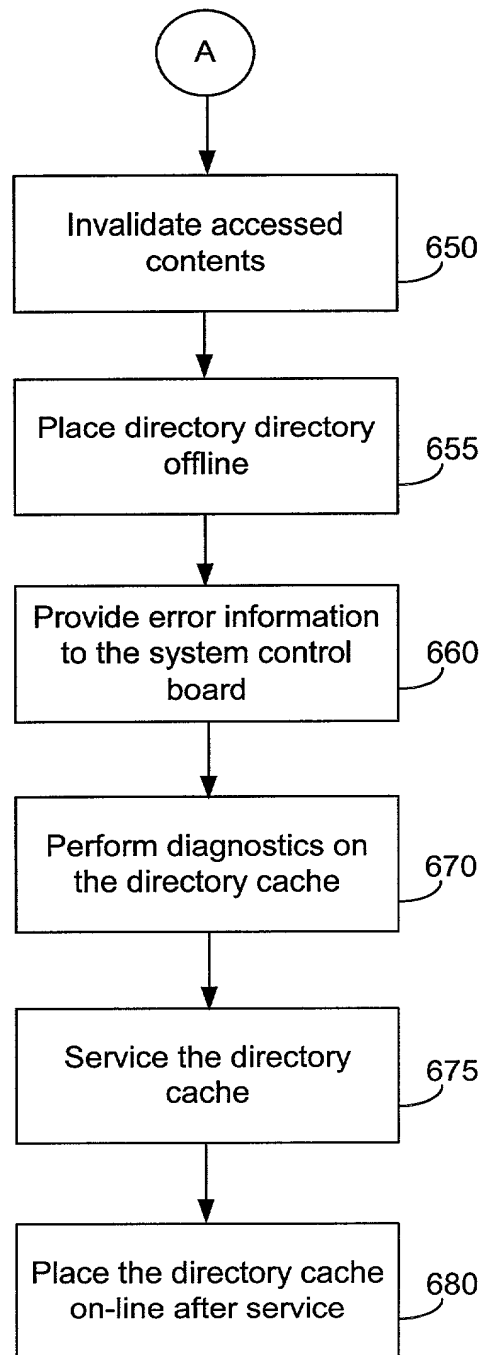 A
Invalidate accessed
contents
650
Place directory directory
offline
655
Provide error information
to the system control
board
660
Perform diagnostics on
the directory cache
670
Service the directory
cache
675
Place the directory cache
on-line after service
680